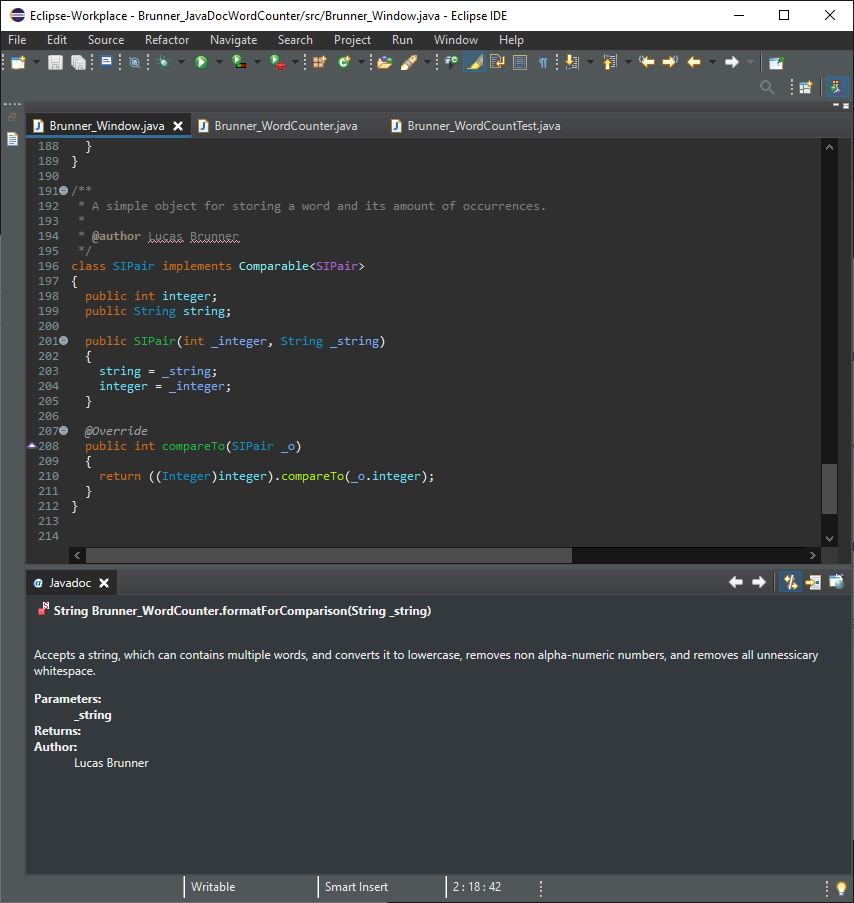 Eclipse-Workplace - Brunner_JavaDocWordCounter/src/Brunner_Window.java - Eclipse IDE
File Edit Source Refactor Navigate Search Project Run Window Help
Brunner_Window.java Brunner_WordCounter.java Brunner_WordCountTest.java
188 }
189 }
190
191 /**
192 * A simple object for storing a word and its amount of occurrences.
193 *
194 * @author Lucas Brunner
195 */
196 class SIPair implements Comparable<SIPair>
197 {
198 public int integer;
199 public String string;
200
201 public SIPair(int _integer, String _string)
202 {
203 string = _string;
204 integer = _integer;
205 }
206
207 @Override
208 public int compareTo(SIPair _o)
209 {
210 return ((Integer)integer).compareTo(_o.integer);
211 }
212 }
213
214
@ Javadoc
String Brunner_WordCounter.formatForComparison(String _string)
Accepts a string, which can contains multiple words, and converts it to lowercase, removes non alpha-numeric numbers, and removes all unnessicary
whitespace.
Parameters:
_string
Returns:
Author:
Lucas Brunner
Writable Smart Insert 2 : 18 : 42